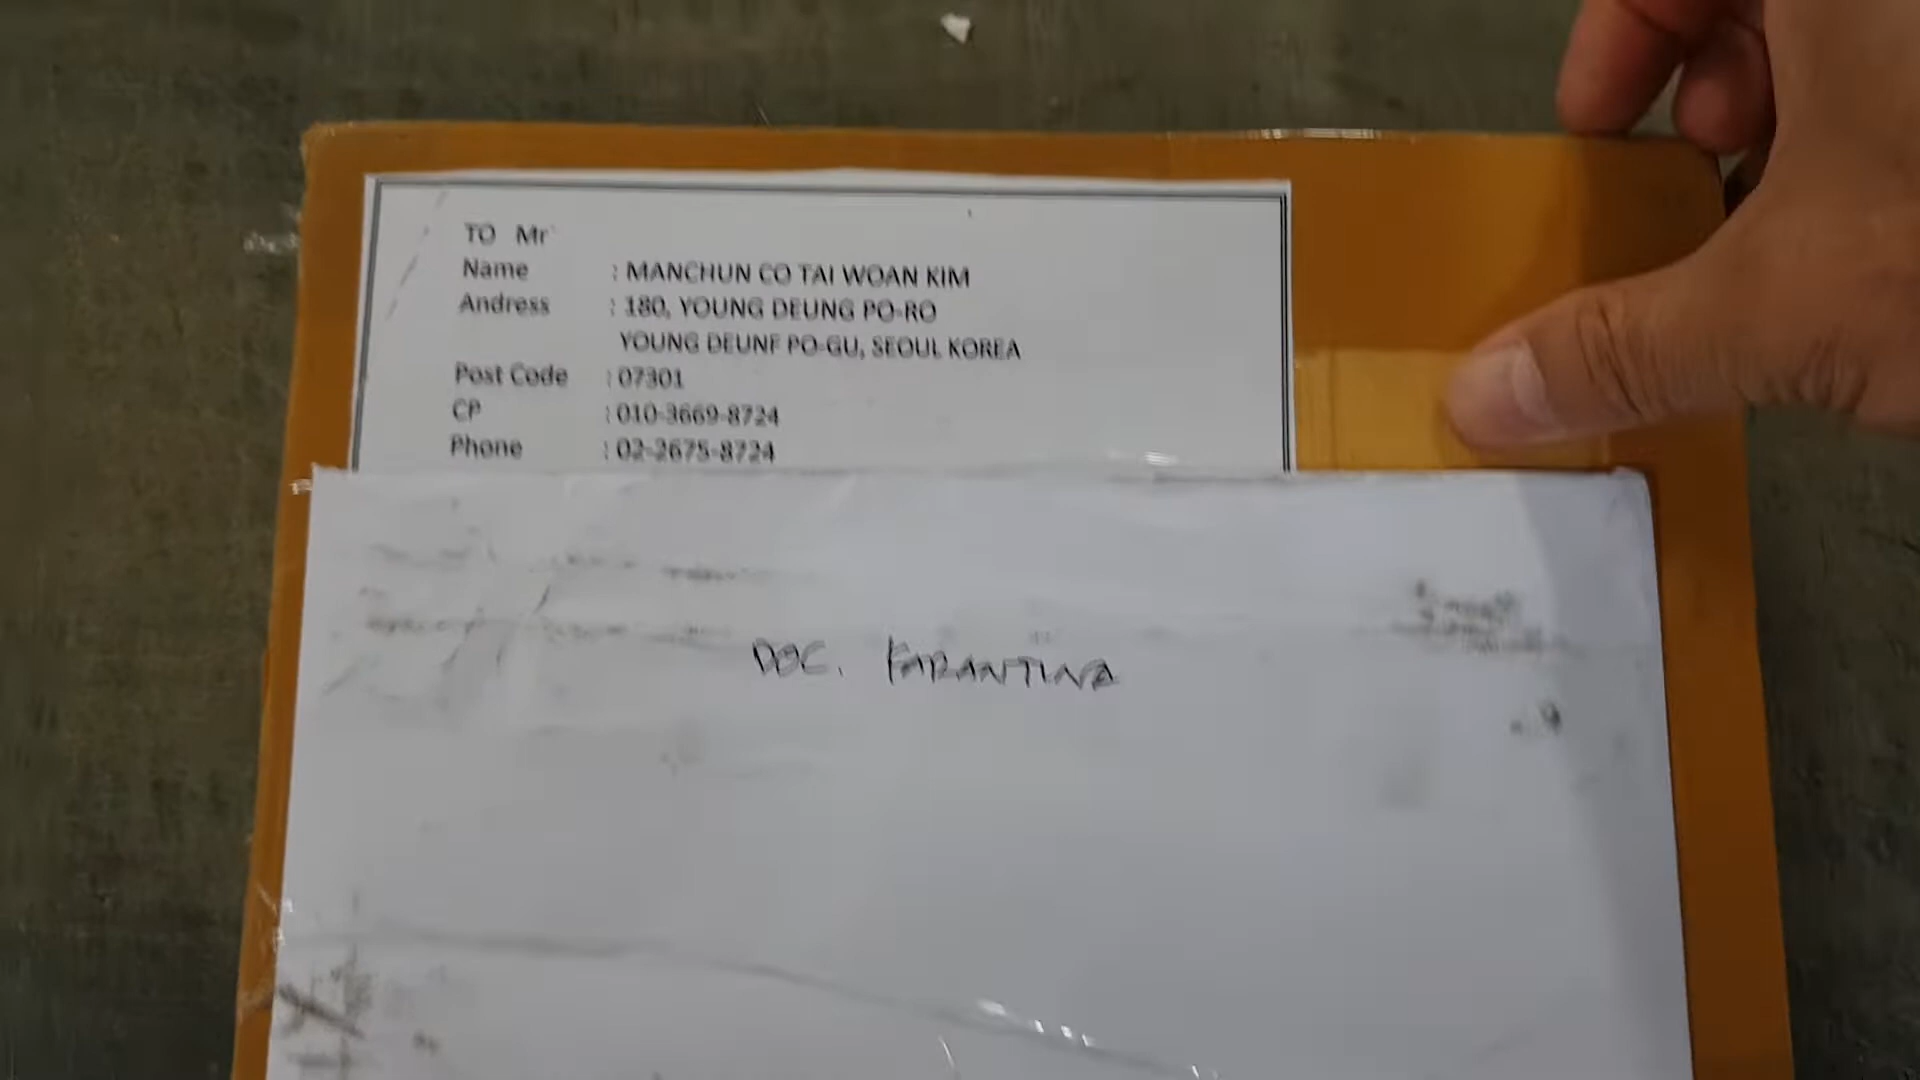 TO Mr
Name : MANCHUN CO TAI WOAN KIM
Andress : 180, YOUNG DEUNG PO-RO
YOUNG DEUNF PO-GU, SEOUL KOREA
Post Code : 07301
CP : 010-3669-8724
Phone : 02-2675-8724
DOC. KARANTINA